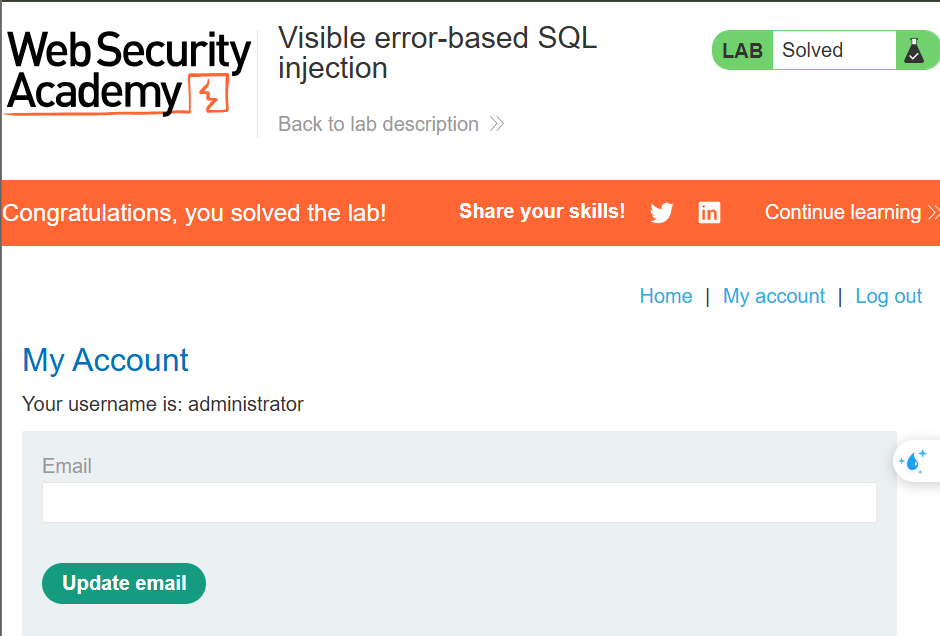 Web Security
Academy
Visible error-based SQL
injection
Back to lab description
LAB Solved
Congratulations, you solved the lab!
Share your skills!
Continue learning
Home | My account | Log out
My Account
Your username is: administrator
Email
Update email